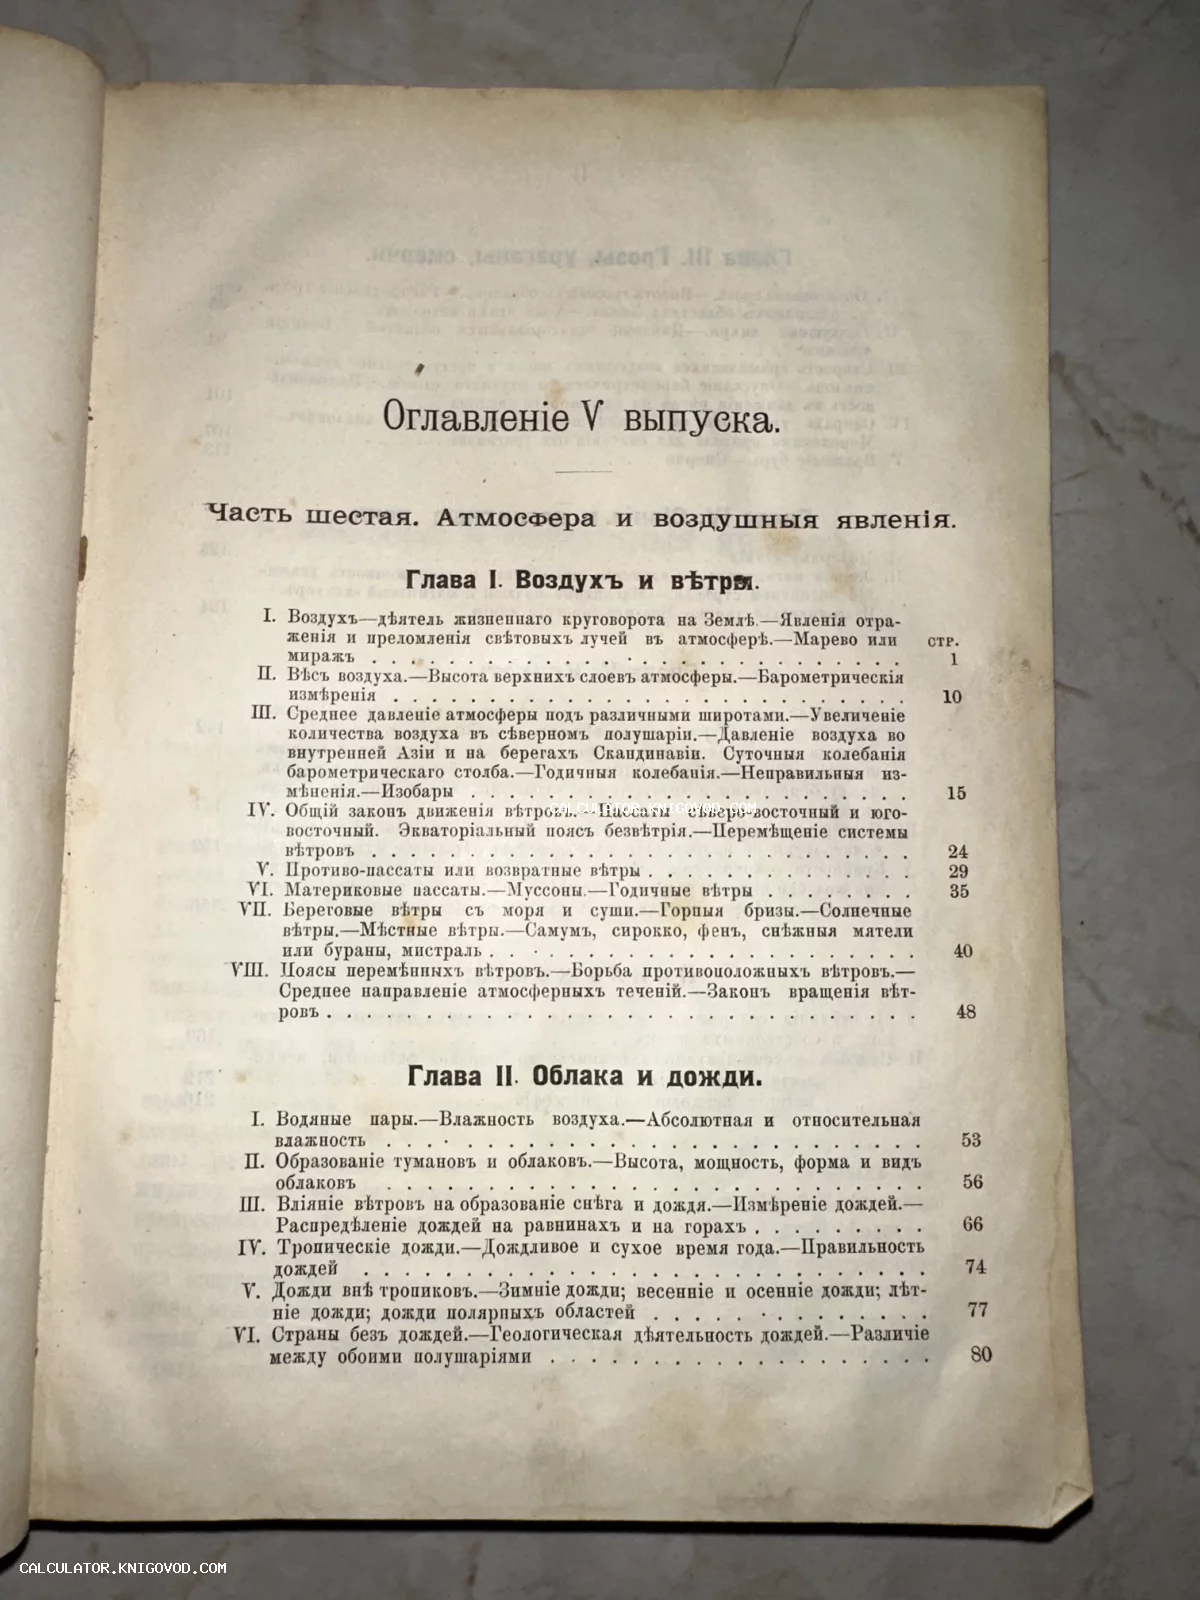 Оглавленіе V выпуска.
Часть шестая. Атмосфера и воздушныя явленія.
Глава I. Воздухъ и вѣтры.
I. Воздухъ—дѣятель жизненнаго круговорота на Землѣ.—Явленія отра-
женія и преломленія свѣтовыхъ лучей въ атмосферѣ.—Марево или стр.
миражъ . . . . . . . . . . . . . . . . . . . . . . . . . . . . 1
II. Вѣсъ воздуха.—Высота верхнихъ слоевъ атмосферы.—Барометрическія
измѣренія . . . . . . . . . . . . . . . . . . . . . . . . . . . 10
III. Среднее давленіе атмосферы подъ различными широтами.—Увеличеніе
количества воздуха въ сѣверномъ полушаріи.—Давленіе воздуха во
внутренней Азіи и на берегахъ Скандинавіи. Суточныя колебанія
барометрическаго столба.—Годичныя колебанія.—Неправильныя из-
мѣненія.—Изобары . . . . . . . . . . . . . . . . . . . . . . . 15
IV. Общій законъ движенія вѣтровъ.—Пассаты сѣверо-восточный и юго-
CALCULATOR.KNIGOVOD.COM
восточный. Экваторіальный поясъ безвѣтрія.—Перемѣщеніе системы
вѣтровъ . . . . . . . . . . . . . . . . . . . . . . . . . . . . 24
V. Противо-пассаты или возвратные вѣтры . . . . . . . . . . . . . . 29
VI. Материковые пассаты.—Муссоны.—Годичные вѣтры . . . . . . . . 35
VII. Береговые вѣтры съ моря и суши.—Горныя бризы.—Солнечные
вѣтры.—Мѣстные вѣтры.—Самумъ, сирокко, фенъ, снѣжныя мятели
или бураны, мистраль . . . . . . . . . . . . . . . . . . . . . . 40
VIII. Поясы перемѣнныхъ вѣтровъ.—Борьба противоположныхъ вѣтровъ.—
Среднее направленіе атмосферныхъ теченій.—Законъ вращенія вѣт-
ровъ . . . . . . . . . . . . . . . . . . . . . . . . . . . . . . 48
Глава II. Облака и дожди.
I. Водяные пары.—Влажность воздуха.—Абсолютная и относительная
влажность . . . . . . . . . . . . . . . . . . . . . . . . . . . . 53
II. Образованіе тумановъ и облаковъ.—Высота, мощность, форма и видъ
облаковъ . . . . . . . . . . . . . . . . . . . . . . . . . . . . 56
III. Вліяніе вѣтровъ на образованіе снѣга и дождя.—Измѣреніе дождей.—
Распредѣленіе дождей на равнинахъ и на горахъ . . . . . . . . . 66
IV. Тропическіе дожди.—Дождливое и сухое время года.—Правильность
дождей . . . . . . . . . . . . . . . . . . . . . . . . . . . . . 74
V. Дожди внѣ тропиковъ.—Зимніе дожди; весенніе и осенніе дожди; лѣт-
ніе дожди; дожди полярныхъ областей . . . . . . . . . . . . . . 77
VI. Страны безъ дождей.—Геологическая дѣятельность дождей.—Различіе
между обоими полушаріями . . . . . . . . . . . . . . . . . . . . 80
CALCULATOR.KNIGOVOD.COM